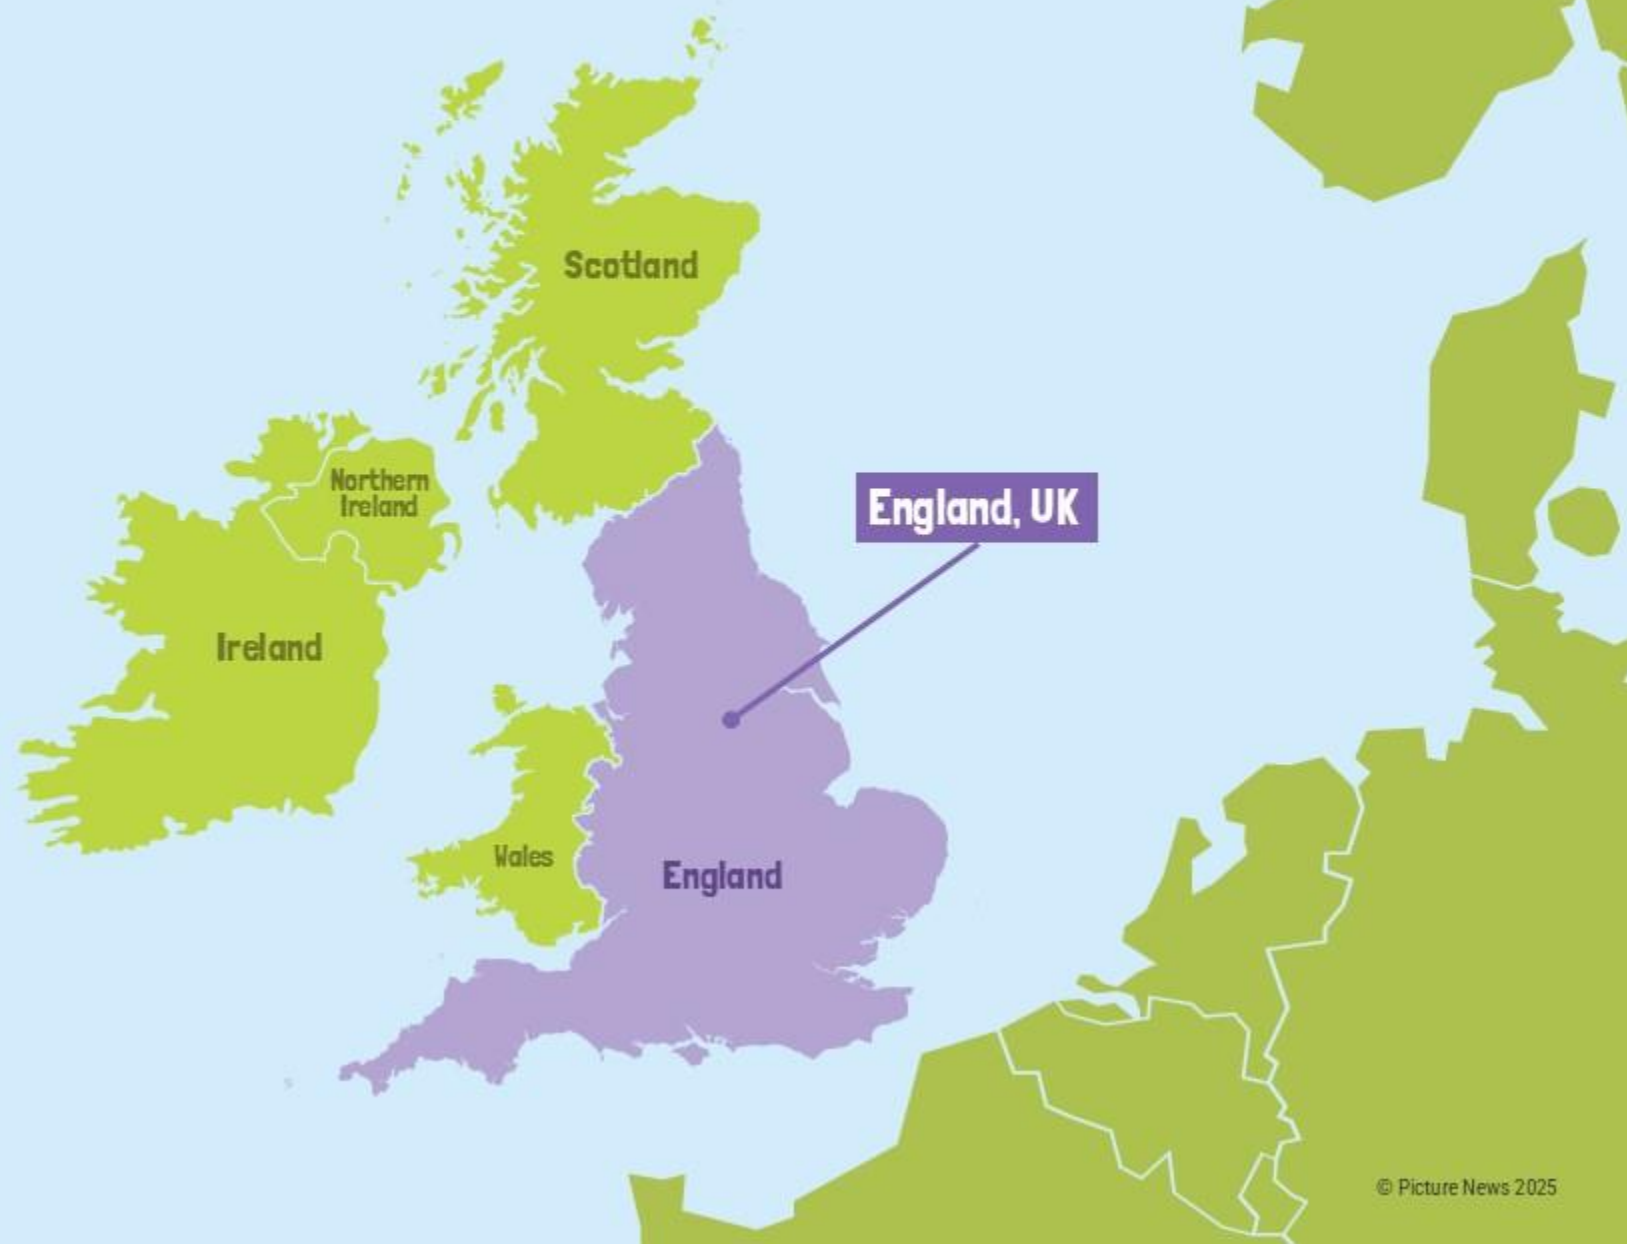 Scotland
Northern
Ireland
England, UK
Ireland
Wales
England
© Picture News 2025